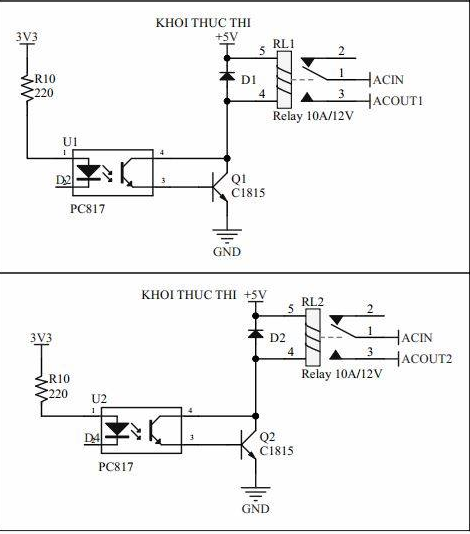 KHOI THUC THI
3V3
+5V
RL1
5
2
R10
220
D1
1
ACIN
4
3
ACOUT1
Relay 10A/12V
U1
1
4
D2
2
3
Q1
C1815
PC817
GND
KHOI THUC THI
+5V
RL2
5
2
3V3
D2
1
ACIN
4
3
ACOUT2
R10
220
Relay 10A/12V
U2
1
4
D4
2
3
Q2
C1815
PC817
GND